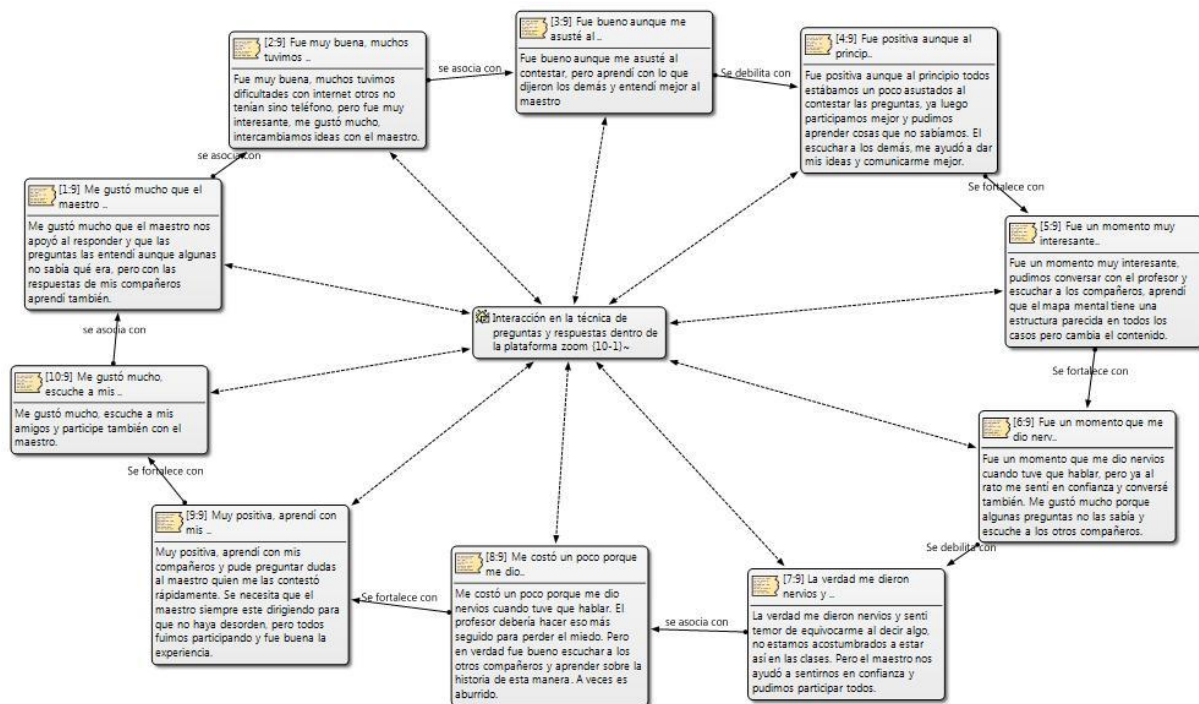 [3:9] Fue bueno aunque me
asusté al ..
Fue bueno aunque me asusté al
contestar, pero aprendí con lo que
dijeron los demás y entendí mejor al
maestro
[2:9] Fue muy buena, muchos
tuvimos ..
Fue muy buena, muchos tuvimos
dificultades con internet otros no
tenían sino teléfono, pero fue muy
interesante, me gustó mucho,
intercambiamos ideas con el maestro.
se asocia con
Se debilita con
[4:9] Fue positiva aunque al
princip..
Fue positiva aunque al principio todos
estábamos un poco asustados al
contestar las preguntas, ya luego
participamos mejor y pudimos
aprender cosas que no sabíamos. El
escuchar a los demás, me ayudó a dar
mis ideas y comunicarme mejor.
se asocia con
Se fortalece con
[1:9] Me gustó mucho que el
maestro ..
Me gustó mucho que el maestro nos
apoyó al responder y que las
preguntas las entendí aunque algunas
no sabía qué era, pero con las
respuestas de mis compañeros
aprendí también.
[5:9] Fue un momento muy
interesante..
Fue un momento muy interesante,
pudimos conversar con el profesor y
escuchar a los compañeros, aprendí
que el mapa mental tiene una
estructura parecida en todos los
casos pero cambia el contenido.
Interacción en la técnica de
preguntas y respuestas dentro de
la plataforma zoom {10-1}~
se asocia con
Se fortalece con
[10:9] Me gustó mucho,
escuche a mis ..
Me gustó mucho, escuche a mis
amigos y participe también con el
maestro.
[6:9] Fue un momento que me
dio nerv..
Fue un momento que me dio nervios
cuando tuve que hablar, pero ya al
rato me sentí en confianza y conversé
también. Me gustó mucho porque
algunas preguntas no las sabía y
escuche a los otros compañeros.
Se fortalece con
Se debilita con
[9:9] Muy positiva, aprendí con
mis ..
Muy positiva, aprendí con mis
compañeros y pude preguntar dudas
al maestro quien me las contestó
rápidamente. Se necesita que el
maestro siempre este dirigiendo para
que no haya desorden, pero todos
fuimos participando y fue buena la
experiencia.
Se fortalece con
[8:9] Me costó un poco porque
me dio..
Me costó un poco porque me dio
nervios cuando tuve que hablar. El
profesor debería hacer eso más
seguido para perder el miedo. Pero
en verdad fue bueno escuchar a los
otros compañeros y aprender sobre la
historia de esta manera. A veces es
aburrido.
se asocia con
[7:9] La verdad me dieron
nervios y ..
La verdad me dieron nervios y senti
temor de equivocarme al decir algo,
no estamos acostumbrados a estar
así en las clases. Pero el maestro nos
ayudó a sentirnos en confianza y
pudimos participar todos.